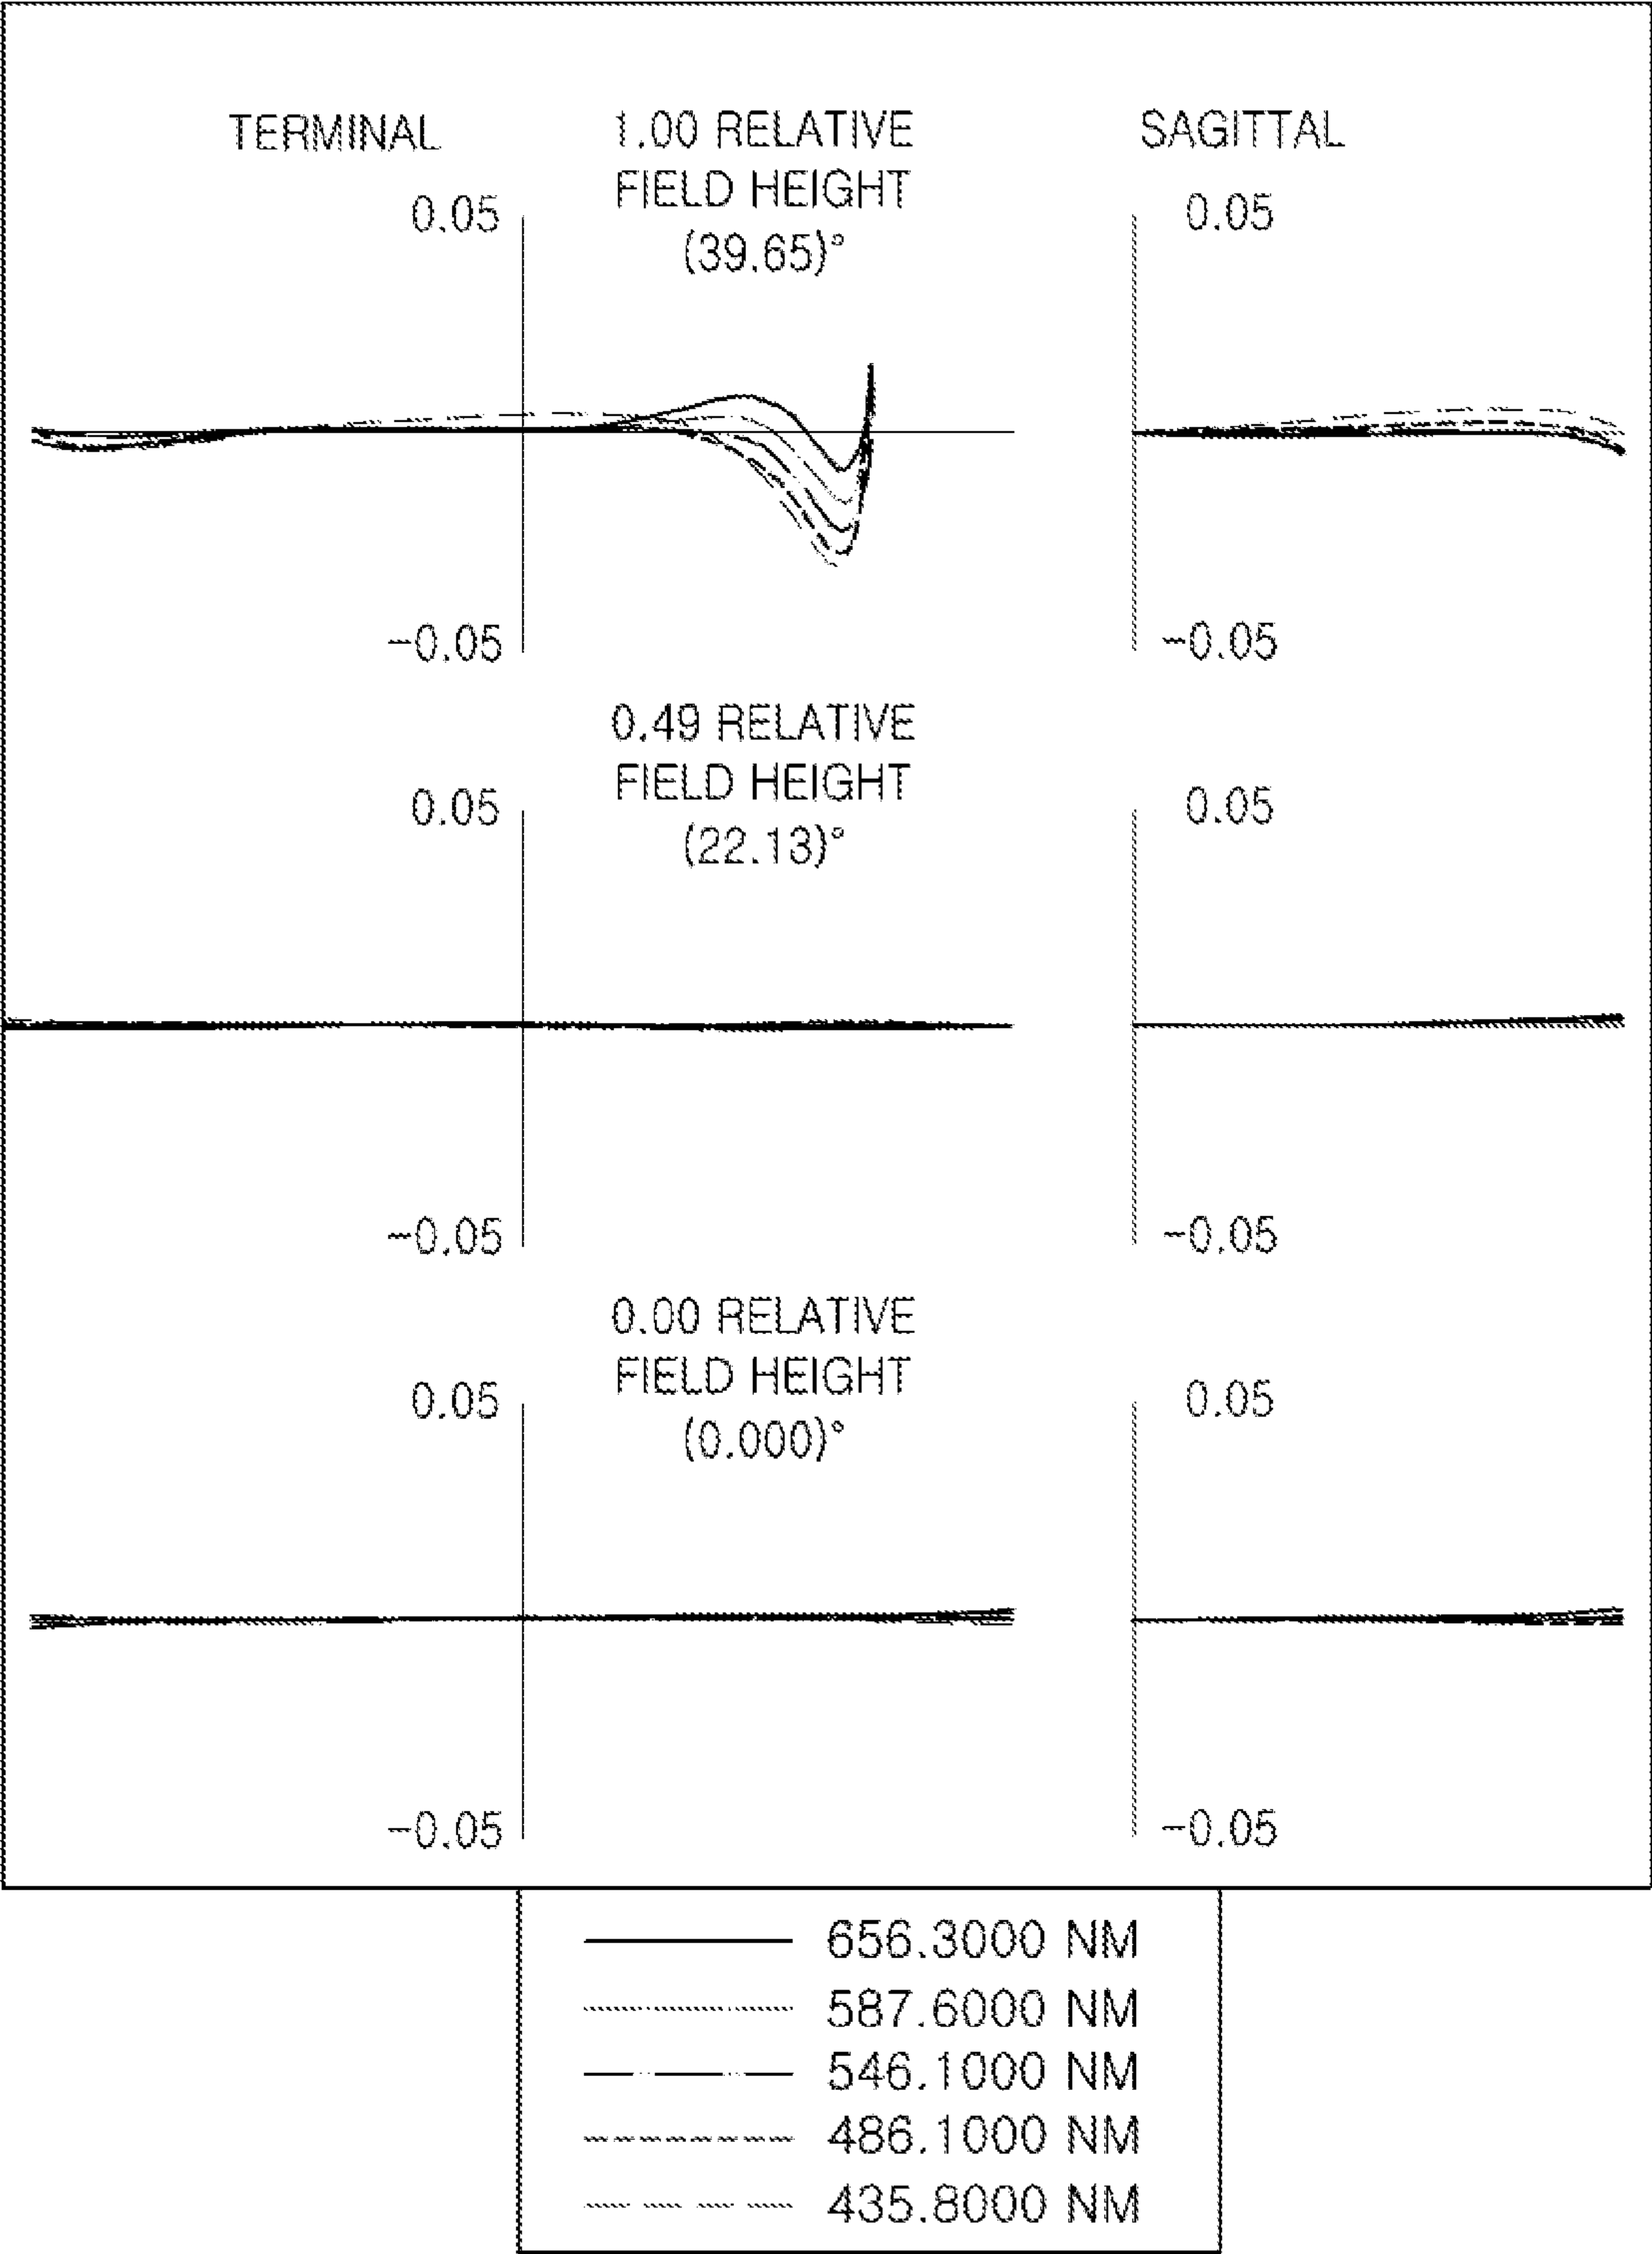 TERMINAL
1.00 RELATIVE
FIELD HEIGHT
(39.65)°
SAGITTAL
0.05
0.05
-0.05
-0.05
0.49 RELATIVE
FIELD HEIGHT
(22.13)°
0.05
0.05
-0.05
-0.05
0.00 RELATIVE
FIELD HEIGHT
(0.000)°
0.05
0.05
-0.05
-0.05
656.3000 NM
587.6000 NM
546.1000 NM
486.1000 NM
435.8000 NM